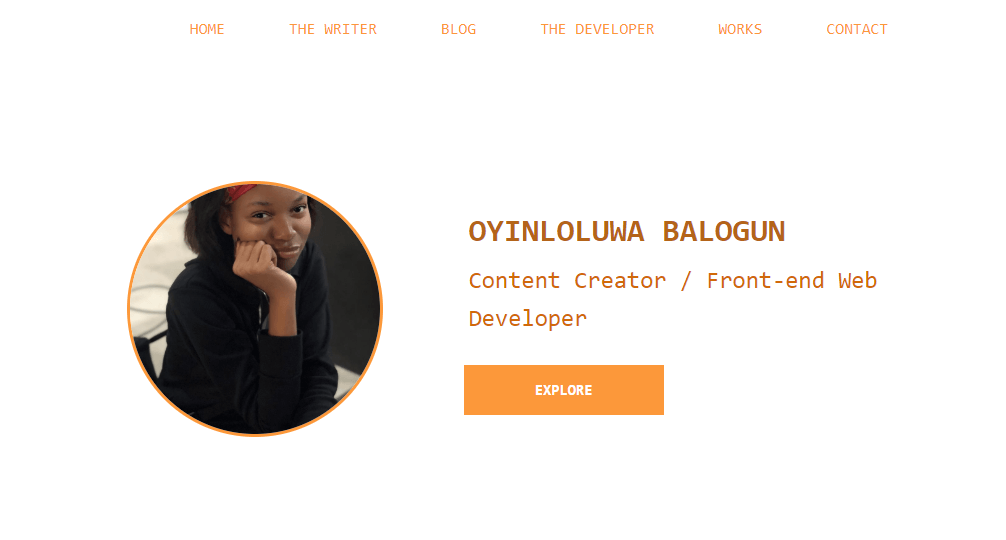 HOME THE WRITER BLOG THE DEVELOPER WORKS CONTACT
OYINLOLUWA BALOGUN
Content Creator / Front-end Web
Developer
EXPLORE